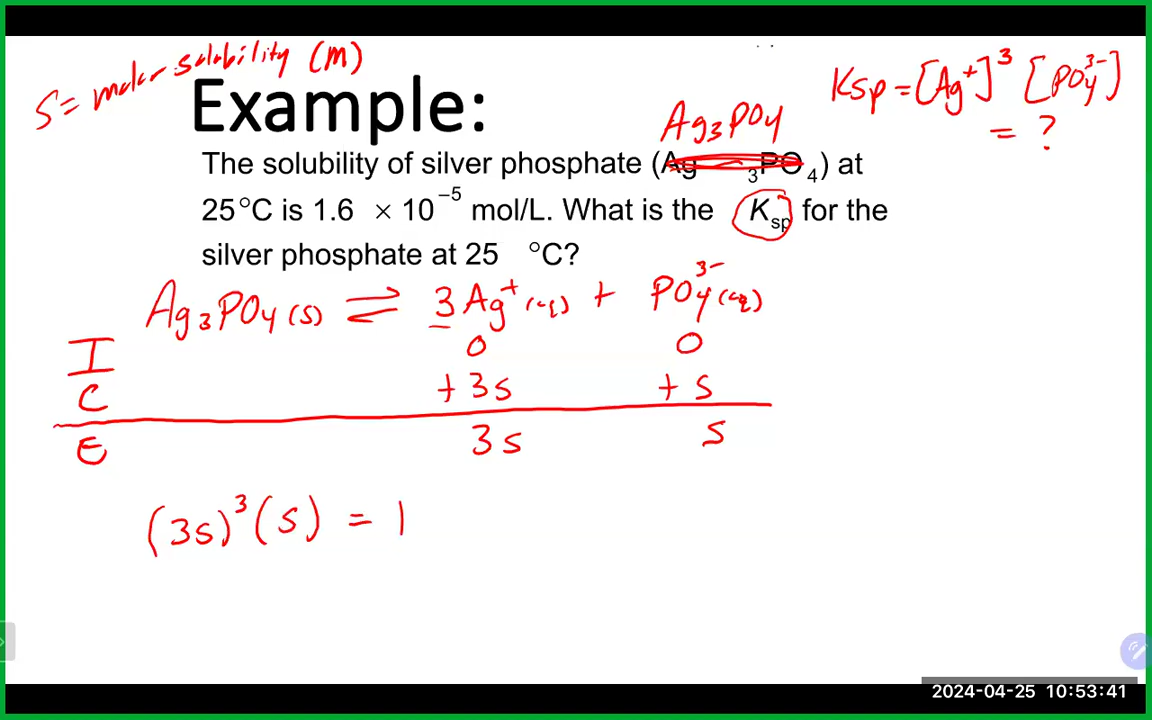 S = molar solubility (M)
Example:
Ksp = [Ag⁺]³ [PO₄³⁻]
= ?
Ag₃PO₄
The solubility of silver phosphate (Ag ₃PO₄) at
25°C is 1.6 × 10⁻⁵ mol/L. What is the Ksp for the
silver phosphate at 25 °C?
Ag₃PO₄(s) ⇌ 3Ag⁺(aq) + PO₄³⁻(aq)
I 0 0
C +3s +s
E 3s s
(3s)³(s) = 1
2024-04-25 10:53:41